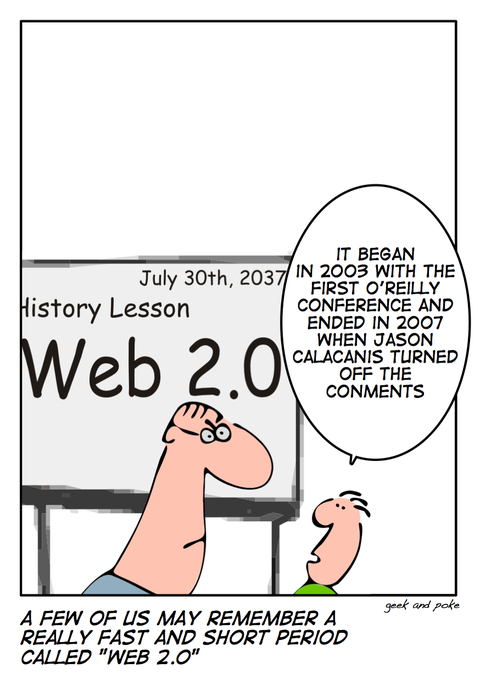 July 30th, 2037
History Lesson
Web 2.0
IT BEGAN
IN 2003 WITH THE
FIRST O'REILLY
CONFERENCE AND
ENDED IN 2007
WHEN JASON
CALACANIS TURNED
OFF THE
CONMENTS
geek and poke
A FEW OF US MAY REMEMBER A
REALLY FAST AND SHORT PERIOD
CALLED "WEB 2.0"